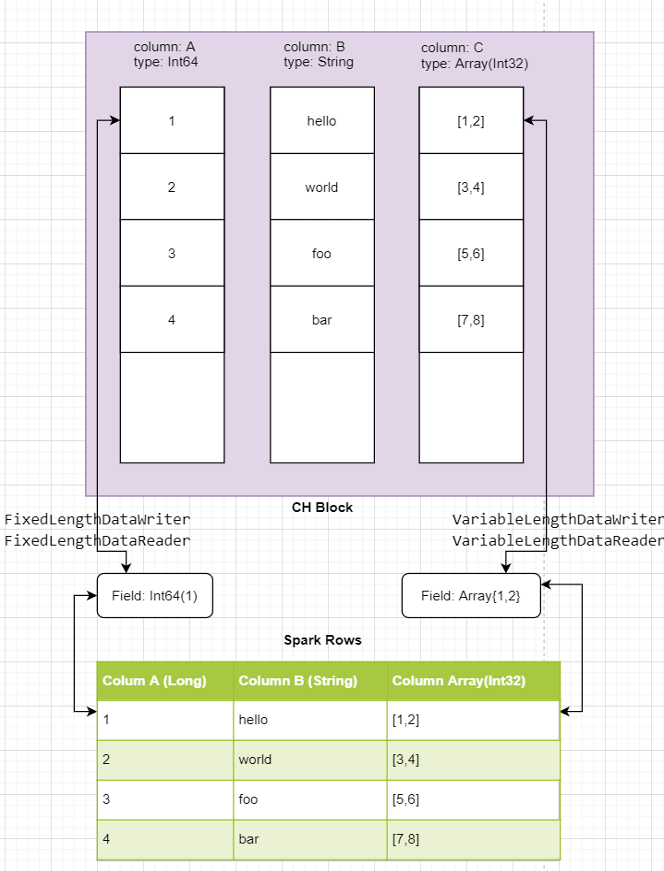 column: A
type: Int64
column: B
type: String
column: C
type: Array(Int32)
1
hello
[1,2]
2
world
[3,4]
3
foo
[5,6]
4
bar
[7,8]
CH Block
FixedLengthDataWriter
FixedLengthDataReader
VariableLengthDataWriter
VariableLengthDataReader
Field: Int64(1)
Field: Array{1,2}
Spark Rows
Colum A (Long) Column B (String) Column Array(Int32)
1 hello [1,2]
2 world [3,4]
3 foo [5,6]
4 bar [7,8]